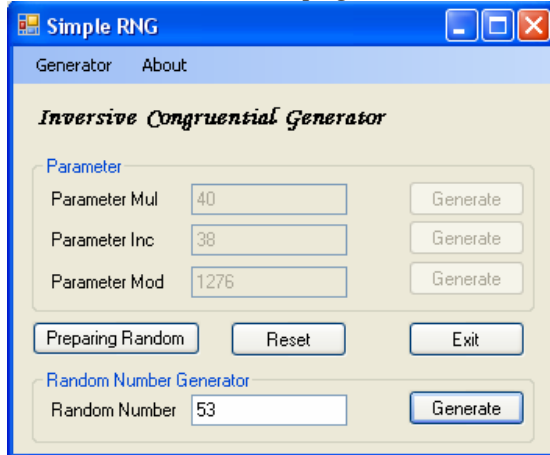 Simple RNG
Generator About
Inversive Congruential Generator
Parameter
Parameter Mul 40 Generate
Parameter Inc 38 Generate
Parameter Mod 1276 Generate
Preparing Random Reset Exit
Random Number Generator
Random Number 53 Generate